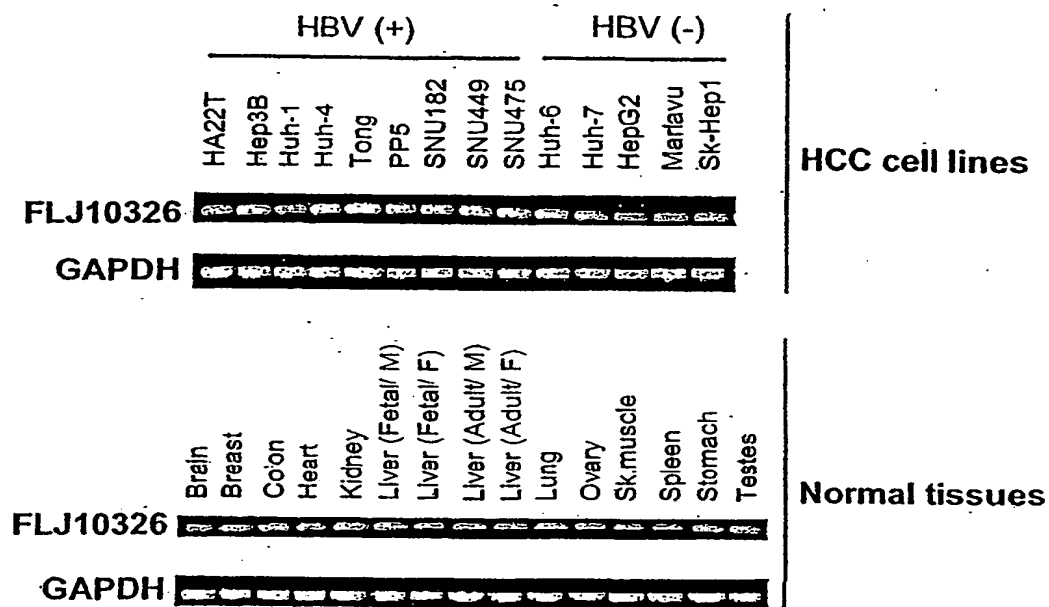 HBV (+) HBV (-)
HA22T Hep3B Huh-1 Huh-4 Tong PP5 SNU182 SNU449 SNU475 Huh-6 Huh-7 HepG2 Marlavu Sk-Hep1
HCC cell lines
FLJ10326
GAPDH
Brain Breast Co'on Heart Kidney Liver (Fetal/ M) Liver (Fetal/ F) Liver (Adult/ M) Liver (Adult/ F) Lung Ovary Sk.muscle Spleen Stomach Testes
Normal tissues
FLJ10326
GAPDH